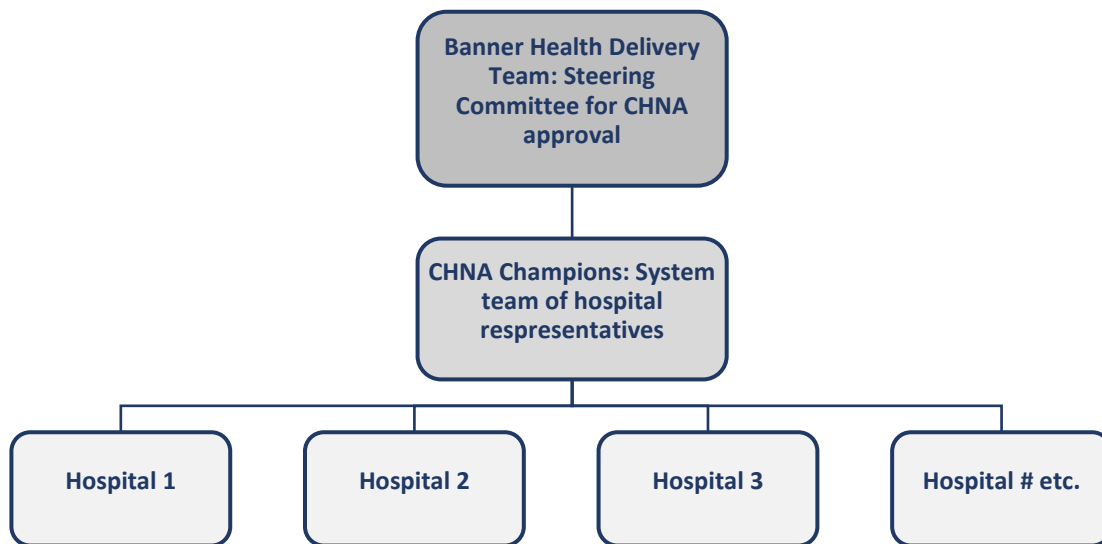 Banner Health Delivery
Team: Steering
Committee for CHNA
approval
CHNA Champions: System
team of hospital
respresentatives
Hospital 1
Hospital 2
Hospital 3
Hospital # etc.